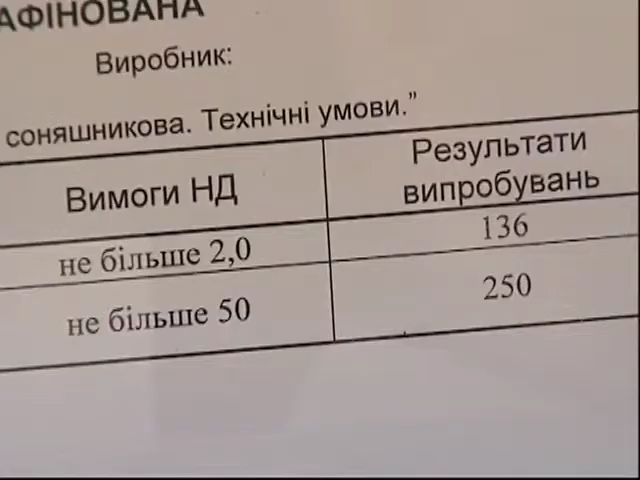 АФІНОВАНА
Виробник:
соняшникова. Технічні умови.”
Вимоги НД
Результати
випробувань
не більше 2,0
136
не більше 50
250